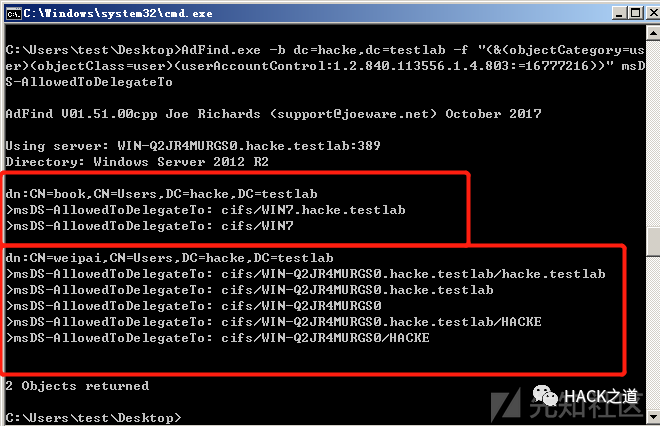 C:\Windows\system32\cmd.exe
C:\Users\test\Desktop>AdFind.exe -b dc=hacke,dc=testlab -f "(&(objectCategory=us
er)(objectClass=user)(userAccountControl:1.2.840.113556.1.4.803:=16777216))" msD
S-AllowedToDelegateTo
AdFind V01.51.00cpp Joe Richards (support@joeware.net) October 2017
Using server: WIN-Q2JR4MURGS0.hacke.testlab:389
Directory: Windows Server 2012 R2
dn:CN=book,CN=Users,DC=hacke,DC=testlab
>msDS-AllowedToDelegateTo: cifs/WIN7.hacke.testlab
>msDS-AllowedToDelegateTo: cifs/WIN7
dn:CN=weipai,CN=Users,DC=hacke,DC=testlab
>msDS-AllowedToDelegateTo: cifs/WIN-Q2JR4MURGS0.hacke.testlab/hacke.testlab
>msDS-AllowedToDelegateTo: cifs/WIN-Q2JR4MURGS0.hacke.testlab
>msDS-AllowedToDelegateTo: cifs/WIN-Q2JR4MURGS0
>msDS-AllowedToDelegateTo: cifs/WIN-Q2JR4MURGS0.hacke.testlab/HACKE
>msDS-AllowedToDelegateTo: cifs/WIN-Q2JR4MURGS0/HACKE
2 Objects returned
HACK之道
先知社区
C:\Users\test\Desktop>